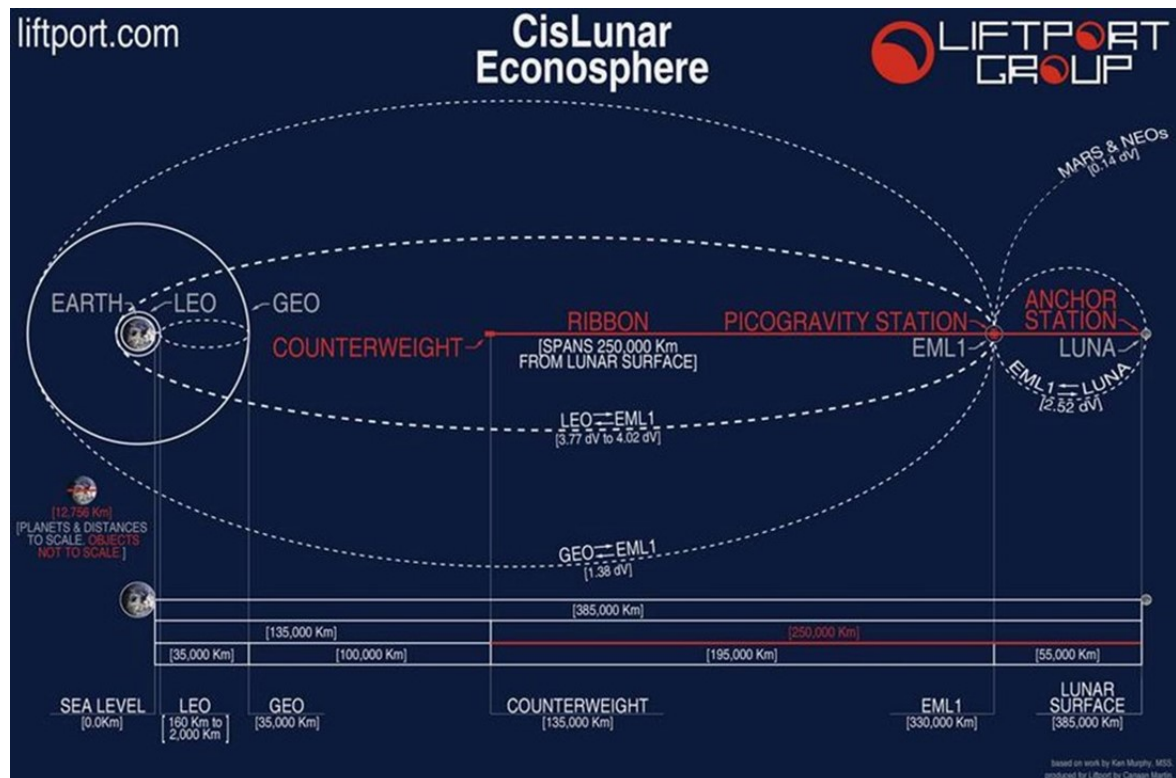 liftport.com
CisLunar
Econosphere
LIFTPORT
GROUP
MARS & NEOs
[0.14 dV]
EARTH
LEO
GEO
RIBBON
[SPANS 250,000 Km
FROM LUNAR SURFACE]
COUNTERWEIGHT
PICOGRAVITY STATION
EML1
ANCHOR
STATION
LUNA
EML1 ⇄ LUNA
[2.52 dV]
LEO ⇄ EML1
[3.77 dV to 4.02 dV]
[12,756 Km]
[PLANETS & DISTANCES
TO SCALE. OBJECTS
NOT TO SCALE]
GEO ⇄ EML1
[1.38 dV]
[385,000 Km]
[135,000 Km]
[250,000 Km]
[35,000 Km]
[100,000 Km]
[195,000 Km]
[55,000 Km]
SEA LEVEL
[0.0Km]
LEO
[160 Km to
2,000 Km]
GEO
[35,000 Km]
COUNTERWEIGHT
[135,000 Km]
EML1
[330,000 Km]
LUNAR
SURFACE
[385,000 Km]
based on work by Ken Murphy, MSS
produced for Liftport by